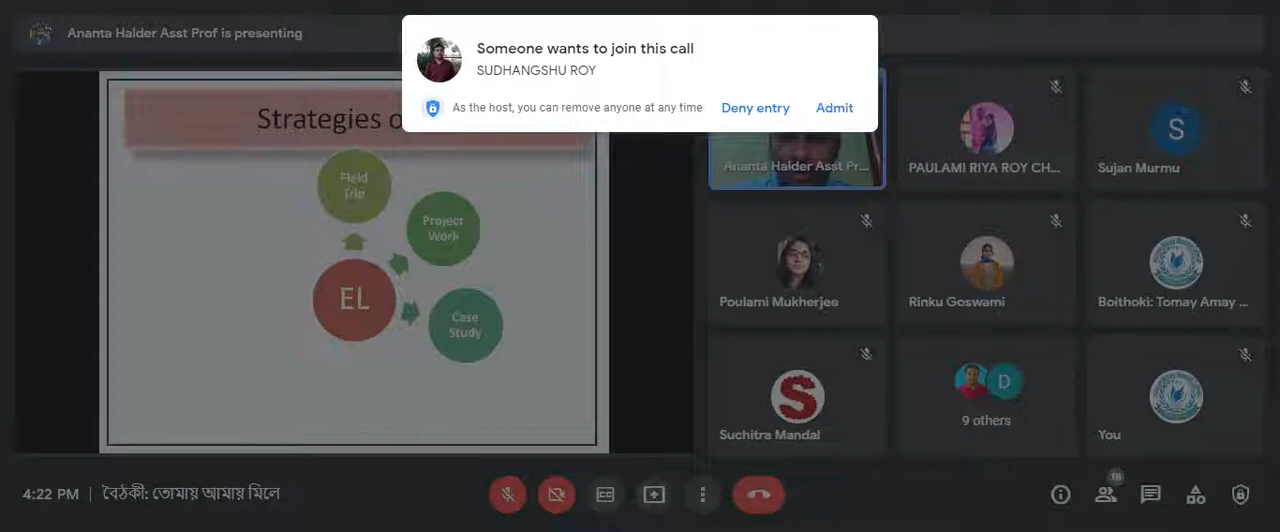 Ananta Halder Asst Prof is presenting
Someone wants to join this call
SUDHANGSHU ROY
As the host, you can remove anyone at any time
Deny entry
Admit
Strategies o
Field
Trip
Project
Work
EL
Case
Study
Ananta Halder Asst Pr...
PAULAMI RIYA ROY CH...
S
Sujan Murmu
Poulami Mukherjee
Rinku Goswami
Boithoki: Tomay Amay ...
S
Suchitra Mandal
D
9 others
You
4:22 PM | বৈঠকী: তোমায় আমায় মিলে
CC
18